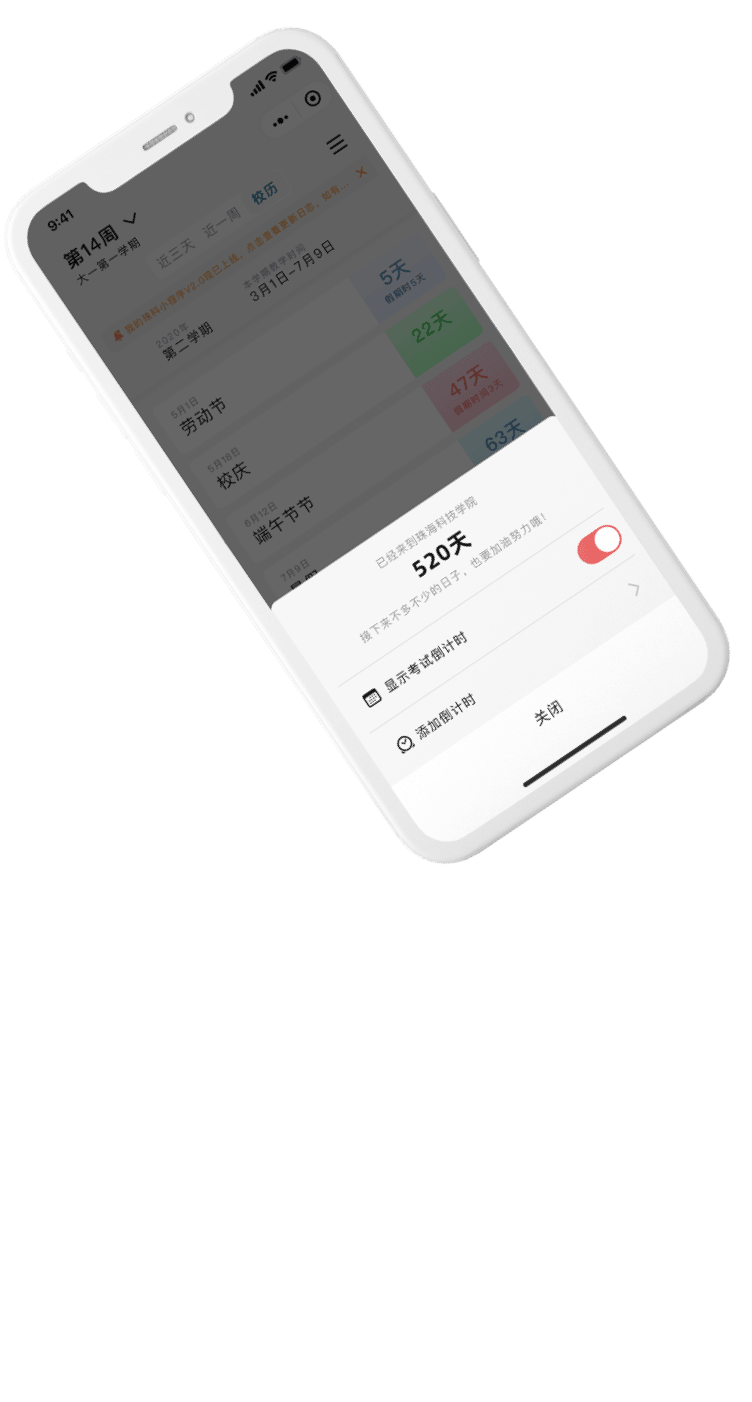 9:41
第14周
大一第一学期
近三天 近一周 校历
我的珠科小程序v2.0现已上线，点击查看更新日志，如有...
2020年
第二学期
本学期教学时间
3月1日-7月9日
5月1日
劳动节
5天
假期时5天
5月18日
校庆
22天
6月12日
端午节节
47天
假期时间3天
7月9日
63天
已经来到珠海科技学院
520天
接下来不多不少的日子，也要加油努力哦！
显示考试倒计时
添加倒计时
关闭